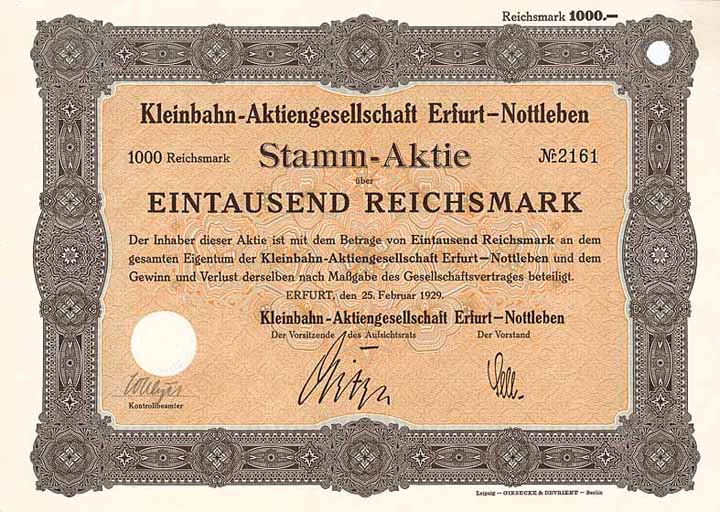 Reichsmark 1000.—
Kleinbahn-Aktiengesellschaft Erfurt—Nottleben
1000 Reichsmark Stamm-Aktie № 2161
über
EINTAUSEND REICHSMARK
Der Inhaber dieser Aktie ist mit dem Betrage von Eintausend Reichsmark an dem
gesamten Eigentum der Kleinbahn-Aktiengesellschaft Erfurt—Nottleben und dem
Gewinn und Verlust derselben nach Maßgabe des Gesellschaftsvertrages beteiligt.
ERFURT, den 25. Februar 1929.
Kleinbahn-Aktiengesellschaft Erfurt—Nottleben
Der Vorsitzende des Aufsichtsrats Der Vorstand
Kontrollbeamter
Leipzig — GIESECKE & DEVRIENT — Berlin